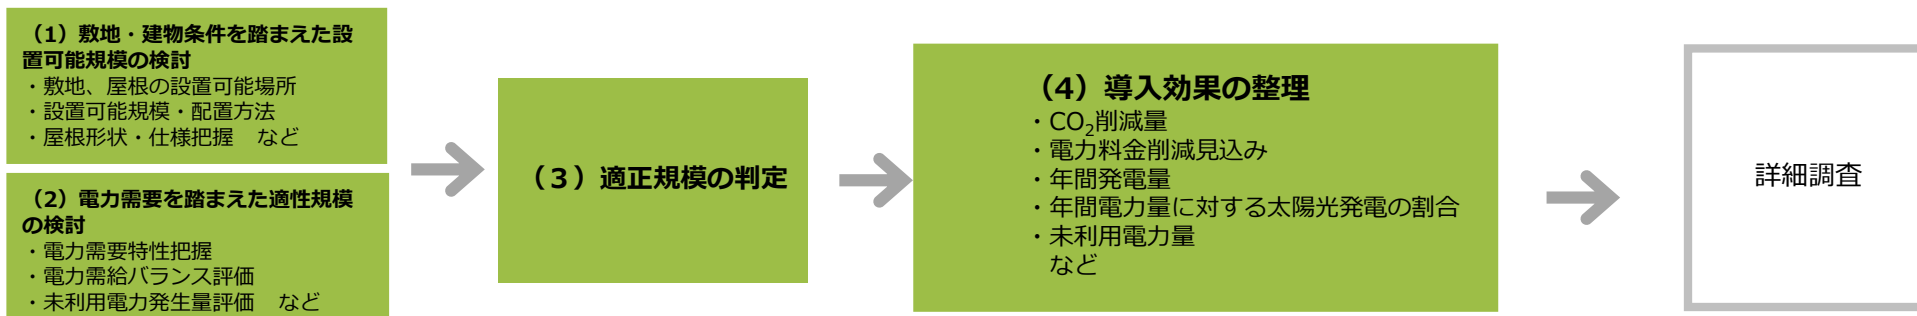 （1）敷地・建物条件を踏まえた設
置可能規模の検討
・敷地、屋根の設置可能場所
・設置可能規模・配置方法
・屋根形状・仕様把握　など
（2）電力需要を踏まえた適性規模
の検討
・電力需要特性把握
・電力需給バランス評価
・未利用電力発生量評価　など
（３）適正規模の判定
（4）導入効果の整理
・CO₂削減量
・電力料金削減見込み
・年間発電量
・年間電力量に対する太陽光発電の割合
・未利用電力量
など
詳細調査